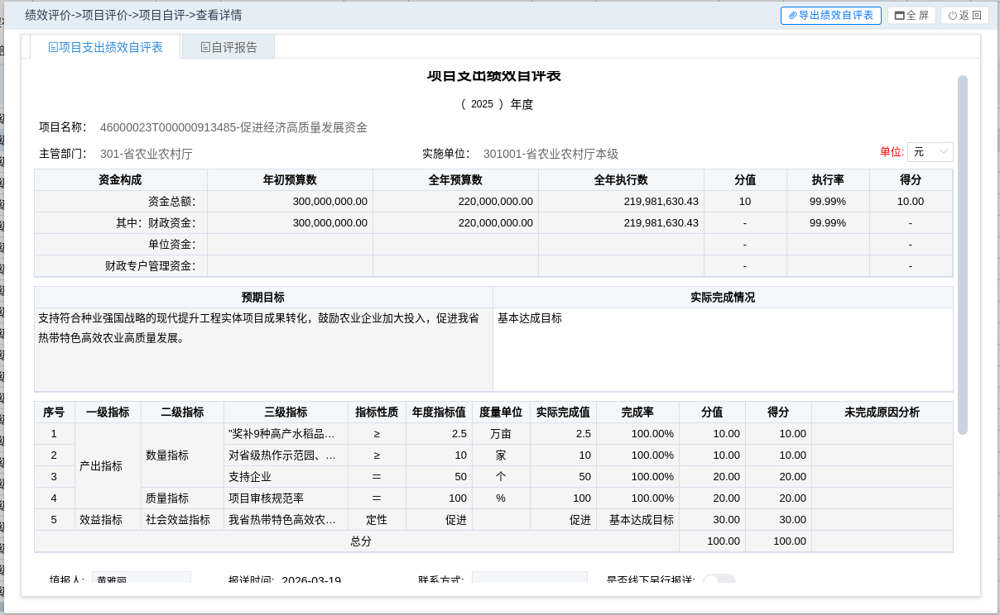 绩效评价->项目评价->项目自评->查看详情
导出绩效自评表 全 屏 返 回
项目支出绩效自评表 自评报告
项目支出绩效自评表
（ 2025 ）年度
项目名称： 46000023T000000913485-促进经济高质量发展资金
主管部门： 301-省农业农村厅 实施单位： 301001-省农业农村厅本级 单位: 元
资金构成 年初预算数 全年预算数 全年执行数 分值 执行率 得分
资金总额： 300,000,000.00 220,000,000.00 219,981,630.43 10 99.99% 10.00
其中：财政资金： 300,000,000.00 220,000,000.00 219,981,630.43 - 99.99% -
单位资金： - -
财政专户管理资金： - -
预期目标 实际完成情况
支持符合种业强国战略的现代提升工程实体项目成果转化，鼓励农业企业加大投入，促进我省 基本达成目标
热带特色高效农业高质量发展。
序号 一级指标 二级指标 三级指标 指标性质 年度指标值 度量单位 实际完成值 完成率 分值 得分 未完成原因分析
1 "奖补9种高产水稻品… ≥ 2.5 万亩 2.5 100.00% 10.00 10.00
2 产出指标 数量指标 对省级热作示范园、… ≥ 10 家 10 100.00% 10.00 10.00
3 支持企业 ＝ 50 个 50 100.00% 20.00 20.00
4 质量指标 项目审核规范率 ＝ 100 % 100 100.00% 20.00 20.00
5 效益指标 社会效益指标 我省热带特色高效农… 定性 促进 促进 基本达成目标 30.00 30.00
总分 100.00 100.00
填报人: 黄雅丽 报送时间: 2026-03-19 联系方式: 是否线下另行报送: